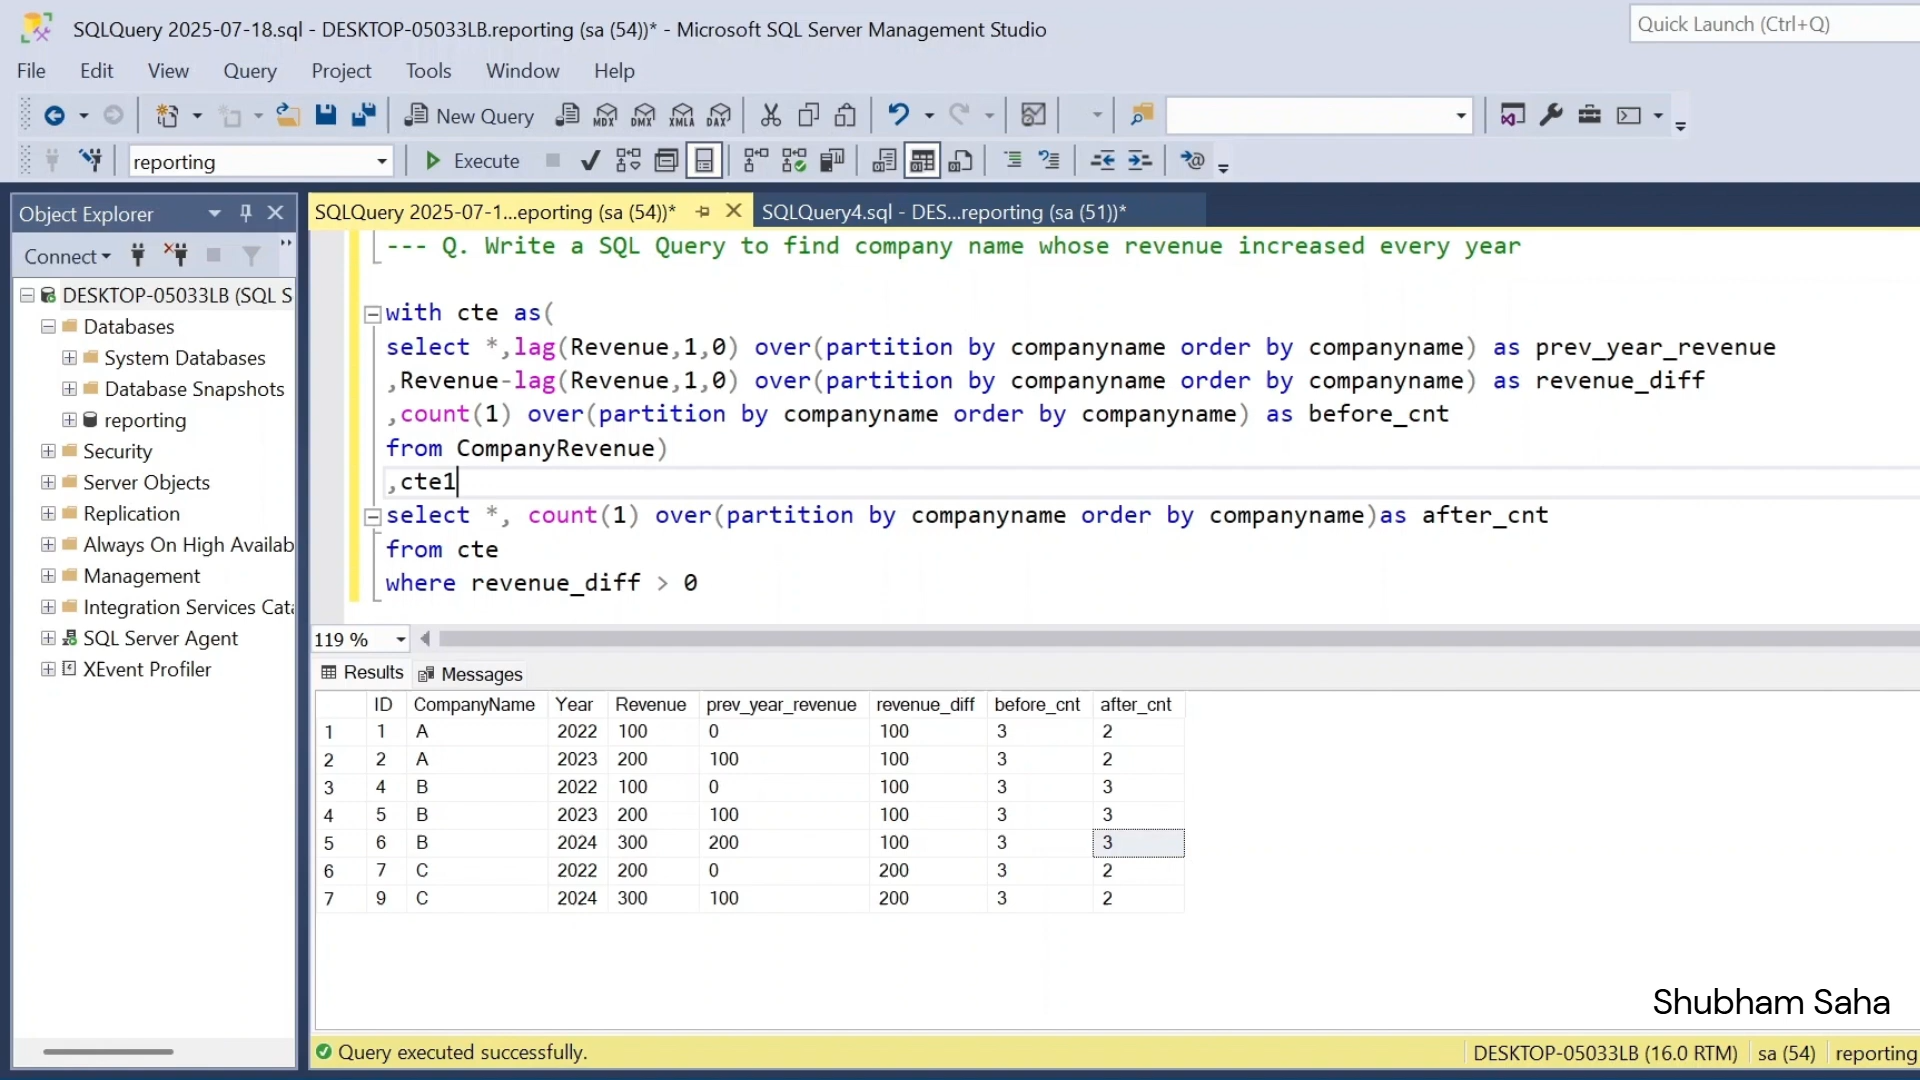 SQLQuery 2025-07-18.sql - DESKTOP-05033LB.reporting (sa (54))* - Microsoft SQL Server Management Studio
Quick Launch (Ctrl+Q)
File Edit View Query Project Tools Window Help
New Query MDX DMX XMLA DAX
reporting Execute
Object Explorer
SQLQuery 2025-07-1...eporting (sa (54))* SQLQuery4.sql - DES...reporting (sa (51))*
Connect
DESKTOP-05033LB (SQL S
Databases
System Databases
Database Snapshots
reporting
Security
Server Objects
Replication
Always On High Availab
Management
Integration Services Cata
SQL Server Agent
XEvent Profiler
--- Q. Write a SQL Query to find company name whose revenue increased every year
with cte as(
select *,lag(Revenue,1,0) over(partition by companyname order by companyname) as prev_year_revenue
,Revenue-lag(Revenue,1,0) over(partition by companyname order by companyname) as revenue_diff
,count(1) over(partition by companyname order by companyname) as before_cnt
from CompanyRevenue)
,cte1
select *, count(1) over(partition by companyname order by companyname)as after_cnt
from cte
where revenue_diff > 0
119 %
Results Messages
ID CompanyName Year Revenue prev_year_revenue revenue_diff before_cnt after_cnt
1 1 A 2022 100 0 100 3 2
2 2 A 2023 200 100 100 3 2
3 4 B 2022 100 0 100 3 3
4 5 B 2023 200 100 100 3 3
5 6 B 2024 300 200 100 3 3
6 7 C 2022 200 0 200 3 2
7 9 C 2024 300 100 200 3 2
Shubham Saha
Query executed successfully. DESKTOP-05033LB (16.0 RTM) sa (54) reporting